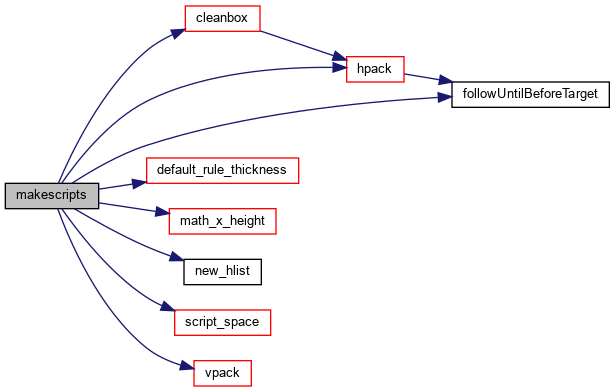 cleanbox
hpack
followUntilBeforeTarget
default_rule_thickness
makescripts
math_x_height
new_hlist
script_space
vpack